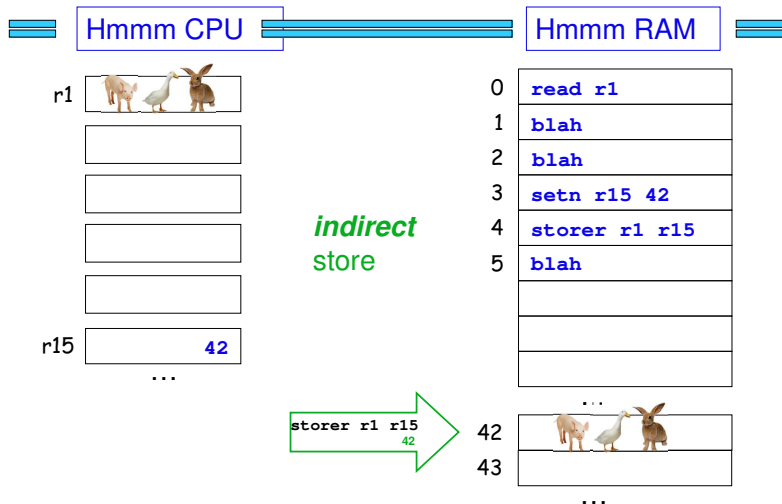 Hmmm CPU
Hmmm RAM
r1
r15
42
...
indirect
store
storer r1 r15
42
0 read r1
1 blah
2 blah
3 setn r15 42
4 storer r1 r15
5 blah
...
42
43
...